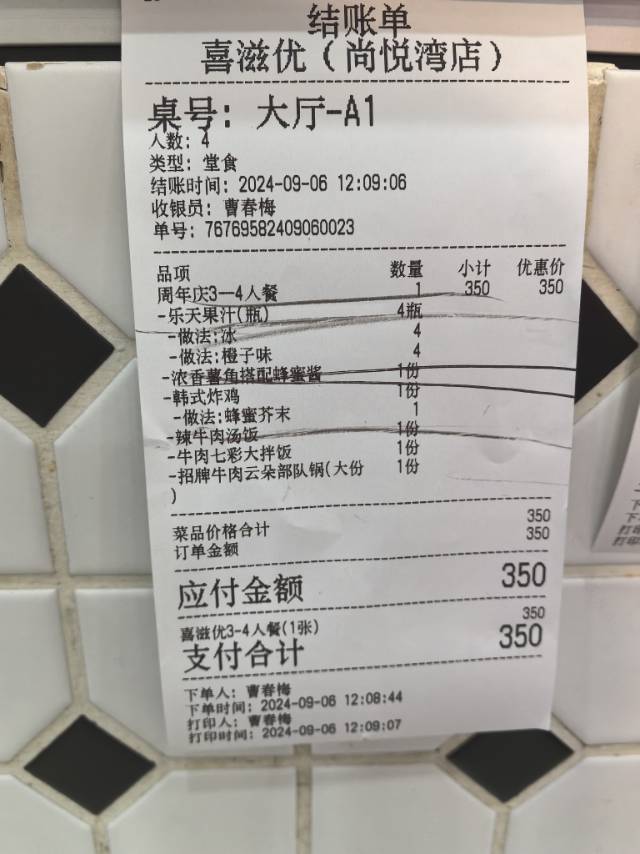 结账单
喜滋优（尚悦湾店）
桌号：大厅-A1
人数：4
类型：堂食
结账时间：2024-09-06 12:09:06
收银员：曹春梅
单号：76769582409060023
品项 数量 小计 优惠价
周年庆3—4人餐 1 350 350
-乐天果汁(瓶) 4瓶
-做法:冰 4
-做法:橙子味 4
-浓香薯角搭配蜂蜜酱 1份
-韩式炸鸡 1份
-做法:蜂蜜芥末 1
-辣牛肉汤饭 1份
-牛肉七彩大拌饭 1份
-招牌牛肉云朵部队锅(大份 1份
)
菜品价格合计 350
订单金额 350
应付金额 350
喜滋优3-4人餐(1张) 350
支付合计 350
下单人：曹春梅
下单时间：2024-09-06 12:08:44
打印人：曹春梅
打印时间：2024-09-06 12:09:07